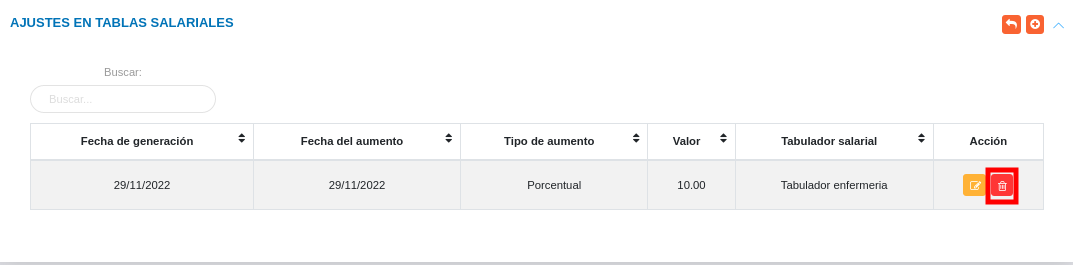 AJUSTES EN TABLAS SALARIALES
Buscar:
Buscar...
Fecha de generación Fecha del aumento Tipo de aumento Valor Tabulador salarial Acción
29/11/2022 29/11/2022 Porcentual 10.00 Tabulador enfermeria